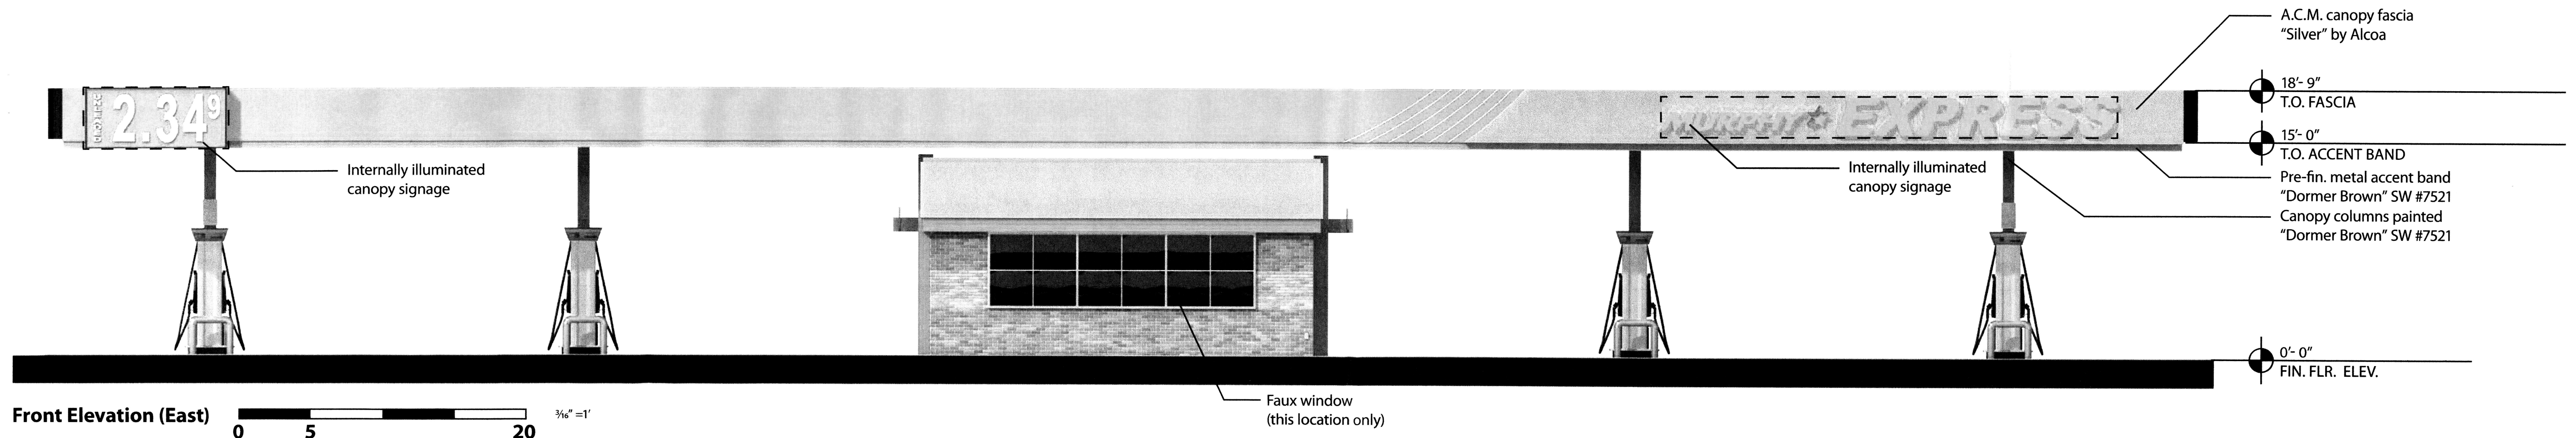 A.C.M. canopy fascia
“Silver” by Alcoa
18’- 9”
T.O. FASCIA
2.34⁹
MURPHY EXPRESS
15’- 0”
T.O. ACCENT BAND
Internally illuminated
canopy signage
Internally illuminated
canopy signage
Pre-fin. metal accent band
“Dormer Brown” SW #7521
Canopy columns painted
“Dormer Brown” SW #7521
0’- 0”
FIN. FLR. ELEV.
Faux window
(this location only)
Front Elevation (East)
0 5 20
3⁄16” =1’